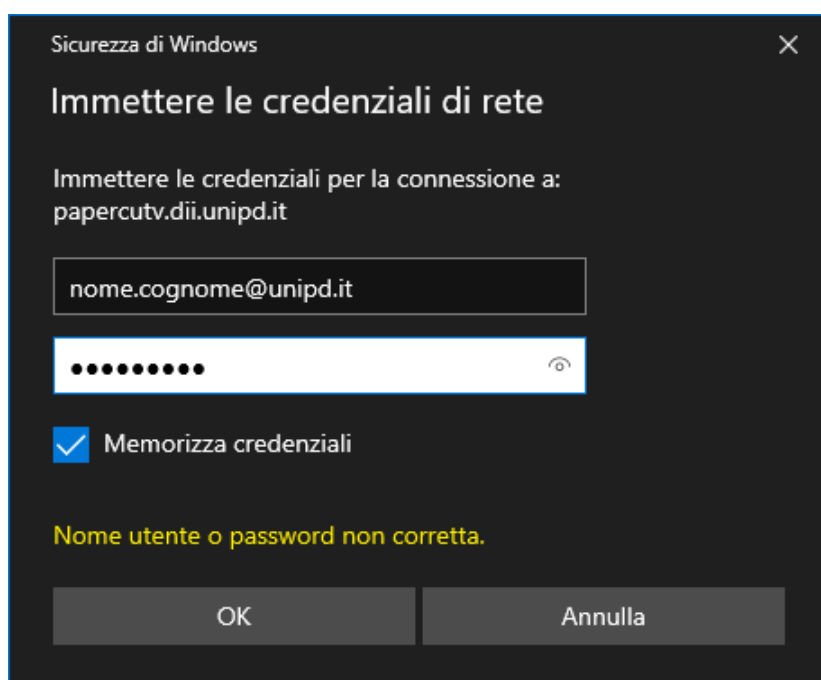 Sicurezza di Windows
Immettere le credenziali di rete
Immettere le credenziali per la connessione a:
papercutv.dii.unipd.it
nome.cognome@unipd.it
●●●●●●●●●
Memorizza credenziali
Nome utente o password non corretta.
OK
Annulla